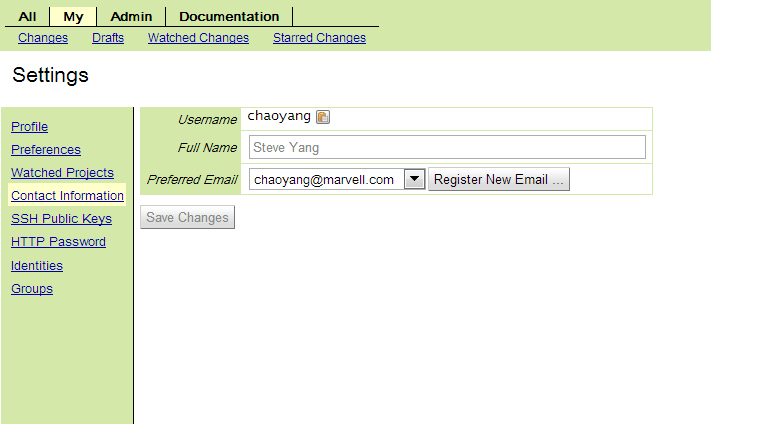 All My Admin Documentation
Changes Drafts Watched Changes Starred Changes
Settings
Profile
Preferences
Watched Projects
Contact Information
SSH Public Keys
HTTP Password
Identities
Groups
Username chaoyang
Full Name Steve Yang
Preferred Email chaoyang@marvell.com Register New Email ...
Save Changes